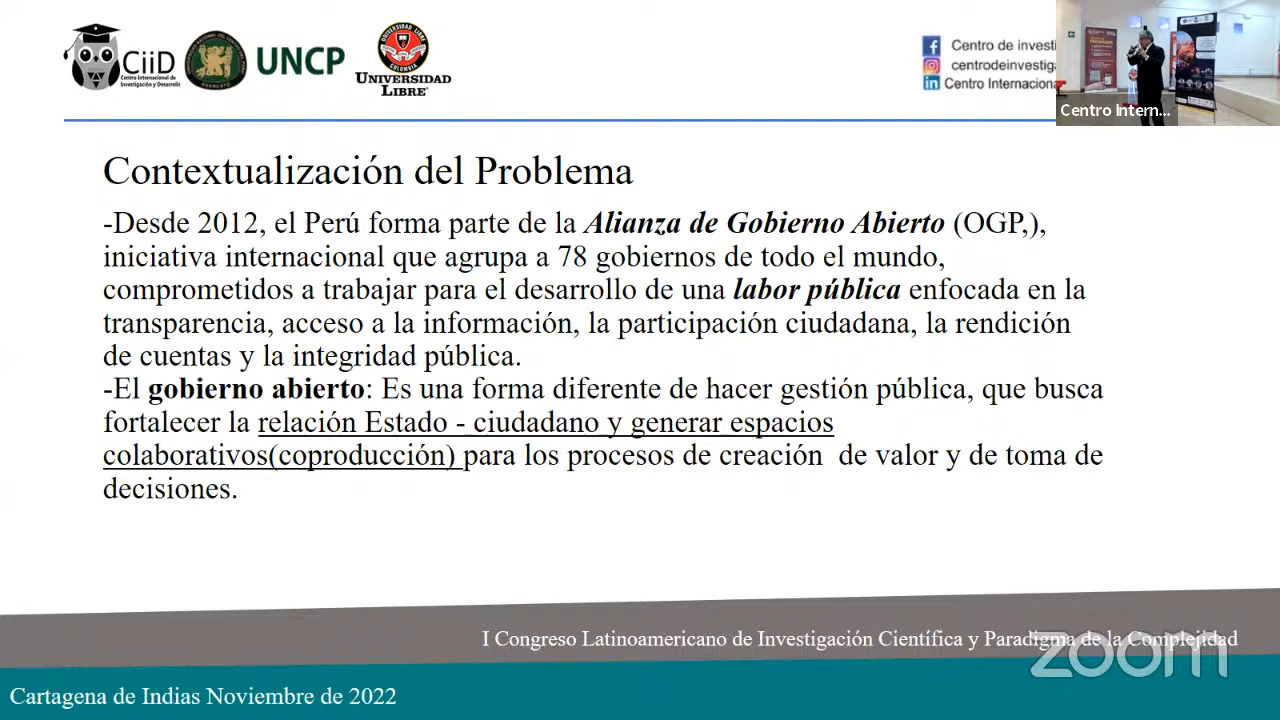 CiiD
Centro Internacional de
Investigación y Desarrollo
UNCP
UNIVERSIDAD
LIBRE
Centro de investi
centrodeinvestiga
Centro Internaciona
Centro Intern...
Contextualización del Problema
-Desde 2012, el Perú forma parte de la Alianza de Gobierno Abierto (OGP,),
iniciativa internacional que agrupa a 78 gobiernos de todo el mundo,
comprometidos a trabajar para el desarrollo de una labor pública enfocada en la
transparencia, acceso a la información, la participación ciudadana, la rendición
de cuentas y la integridad pública.
-El gobierno abierto: Es una forma diferente de hacer gestión pública, que busca
fortalecer la relación Estado - ciudadano y generar espacios
colaborativos(coproducción) para los procesos de creación de valor y de toma de
decisiones.
I Congreso Latinoamericano de Investigación Científica y Paradigma de la Complejidad
zoom
Cartagena de Indias Noviembre de 2022